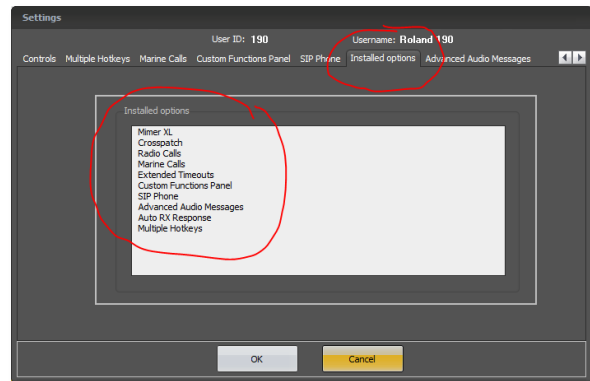 Settings
User ID: 190 Username: Roland 190
Controls Multiple Hotkeys Marine Calls Custom Functions Panel SIP Phone Installed options Advanced Audio Messages
Installed options
Mimer XL
Crosspatch
Radio Calls
Marine Calls
Extended Timeouts
Custom Functions Panel
SIP Phone
Advanced Audio Messages
Auto RX Response
Multiple Hotkeys
OK Cancel